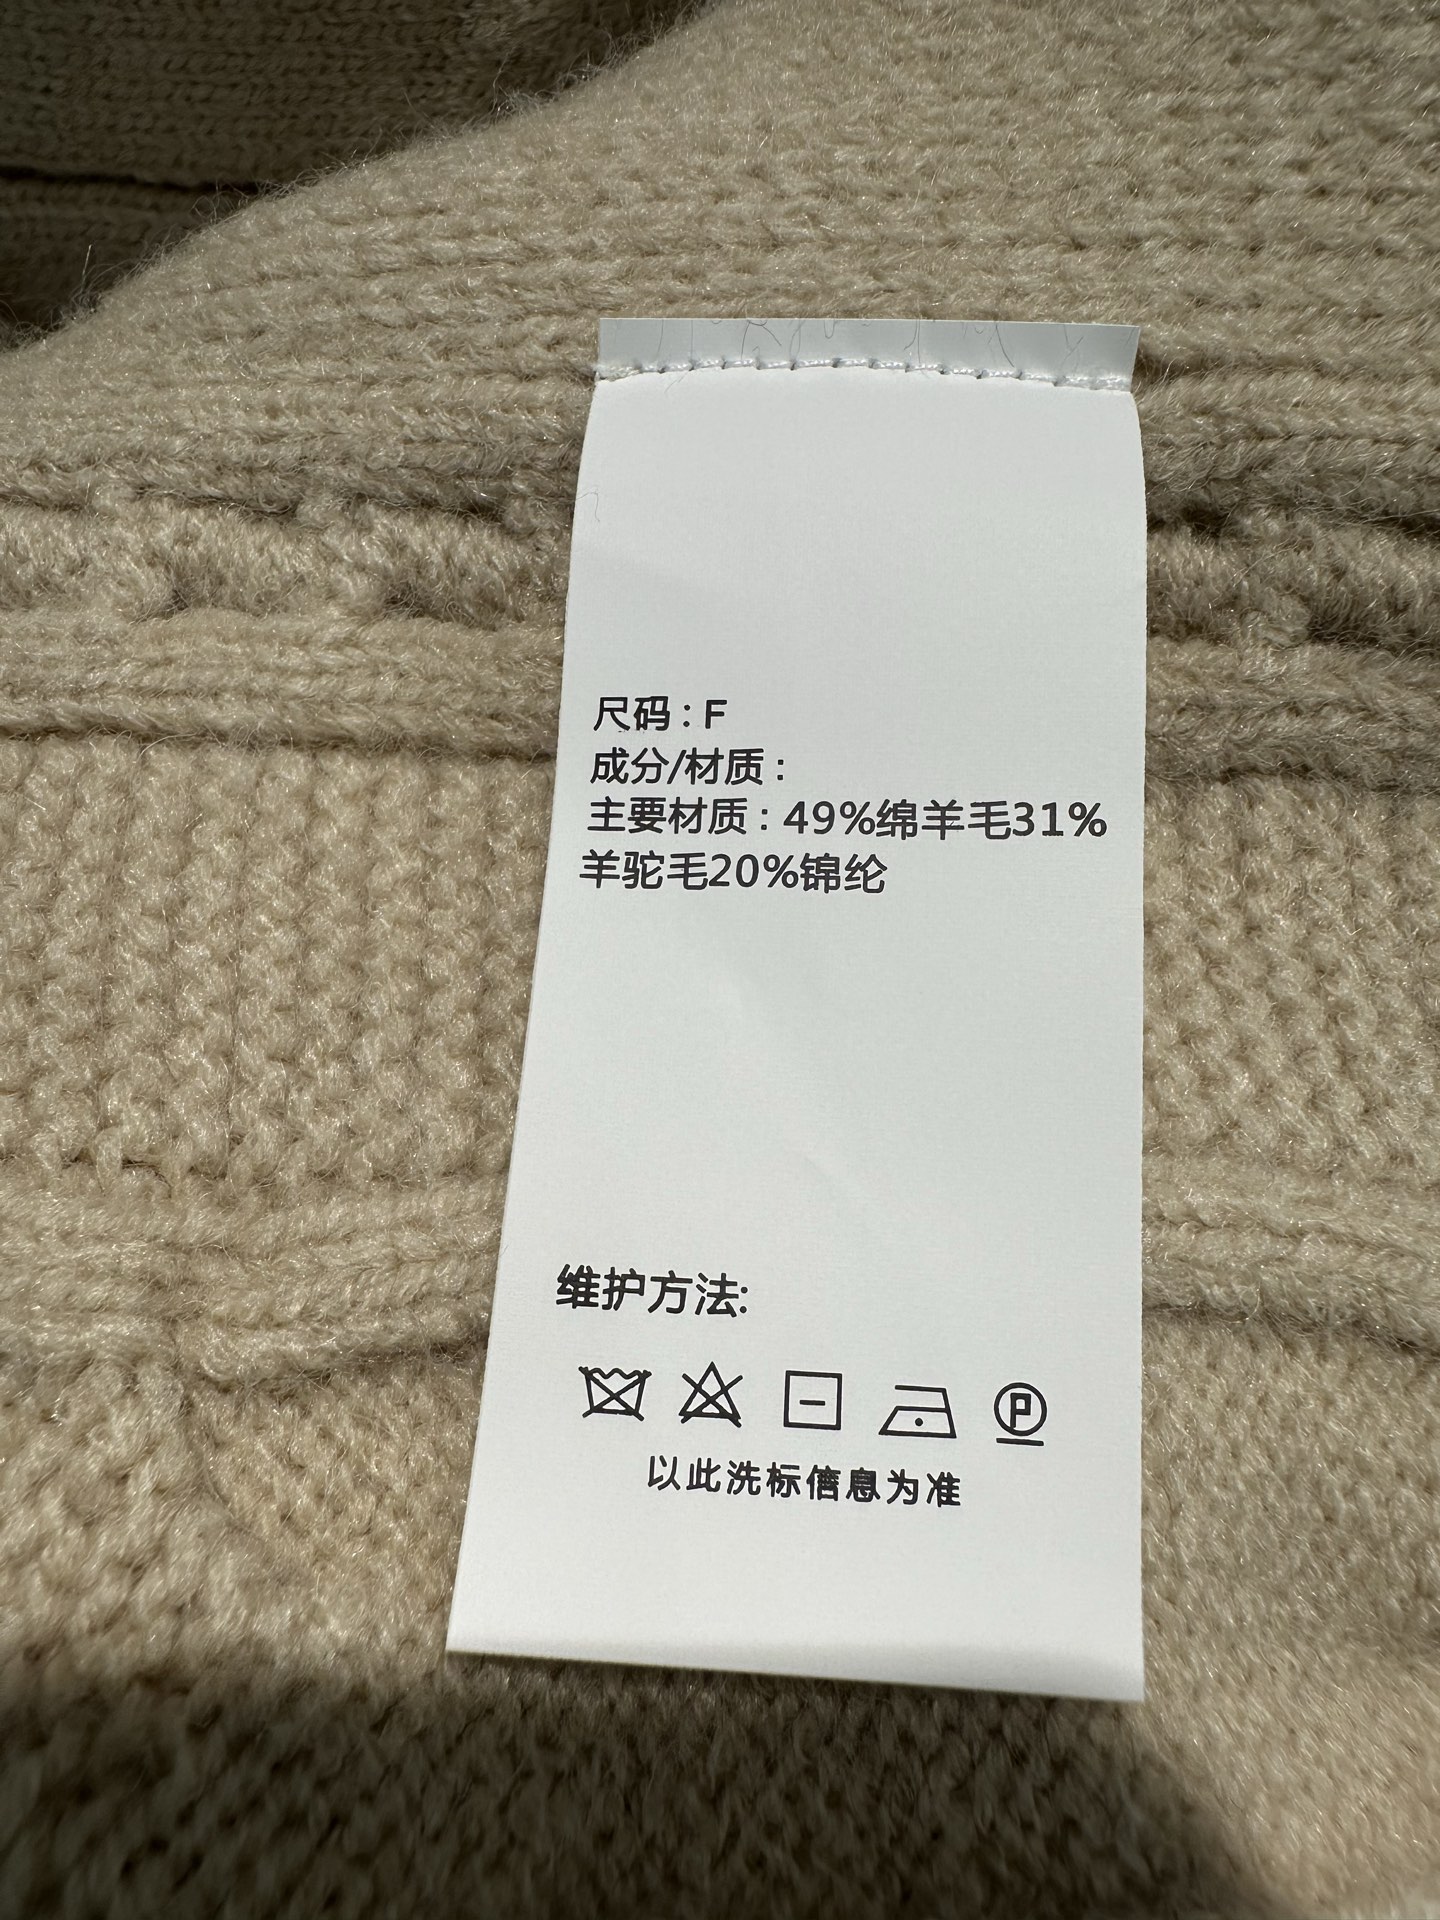 尺码：F
成分/材质：
主要材质：49%绵羊毛31%
羊驼毛20%锦纶
维护方法:
P
以此洗标信息为准